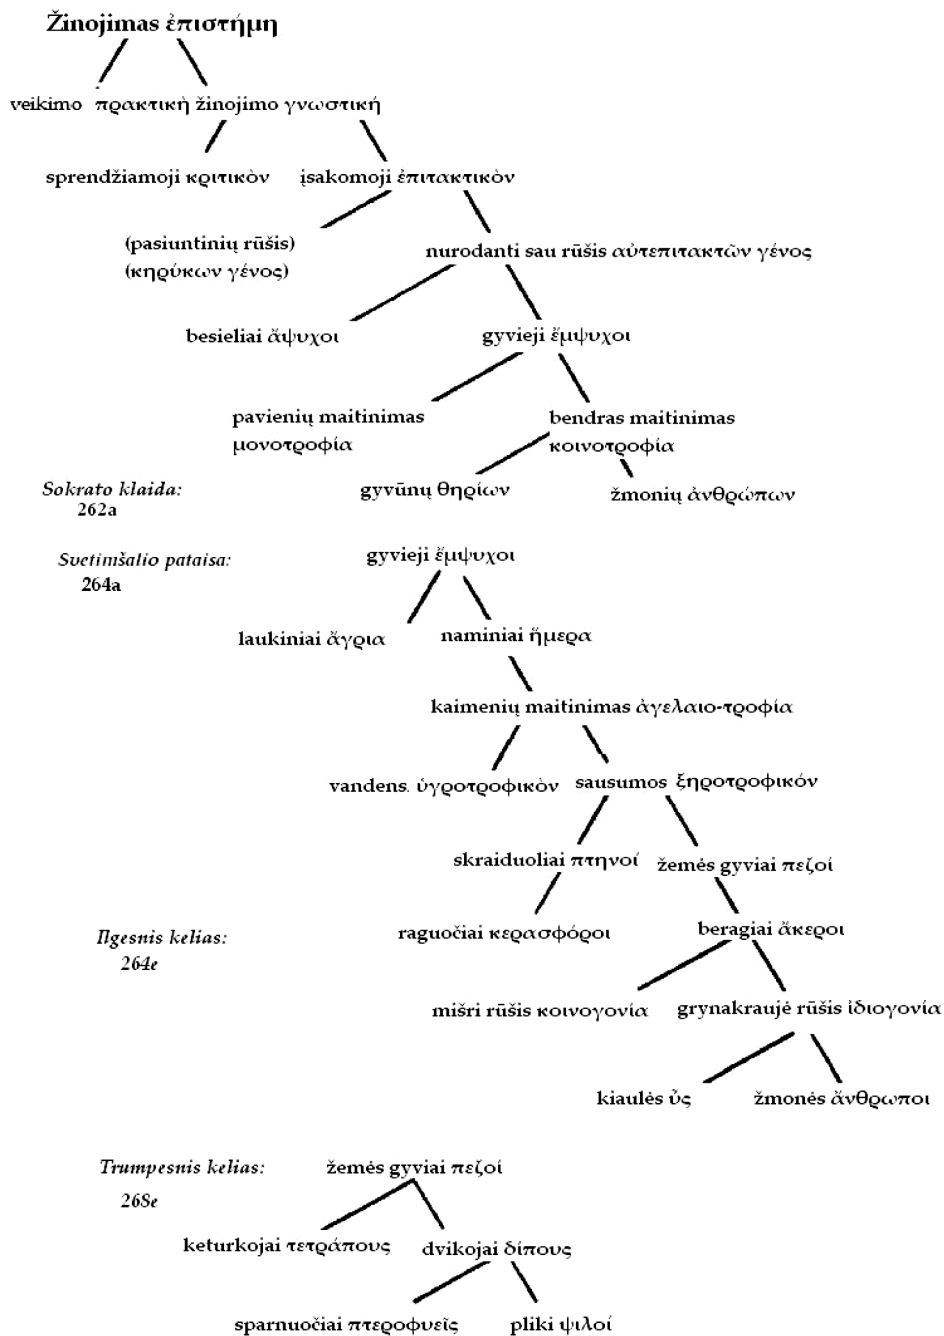 Žinojimas ἐπιστήμη
veikimo πρακτικὴ žinojimo γνωστική
sprendžiamoji κριτικὸν įsakomoji ἐπιτακτικὸν
(pasiuntinių rūšis)
(κηρύκων γένος)
nurodanti sau rūšis αὐτεπιτακτῶν γένος
besieliai ἄψυχοι gyvieji ἔμψυχοι
pavienių maitinimas bendras maitinimas
μονοτροφία κοινοτροφία
Sokrato klaida: gyvūnų θηρίων žmonių ἀνθρώπων
262a
Svetimšalio pataisa: gyvieji ἔμψυχοι
264a
laukiniai ἄγρια naminiai ἥμερα
kaimenių maitinimas ἀγελαιο-τροφία
vandens. ὑγροτροφικὸν sausumos ξηροτροφικόν
skraiduoliai πτηνοί žemės gyviai πεζοί
Ilgesnis kelias: raguočiai κερασφόροι beragiai ἄκεροι
264e
mišri rūšis κοινογονία grynakraujė rūšis ἰδιογονία
kiaulės ὗς žmonės ἄνθρωποι
Trumpesnis kelias: žemės gyviai πεζοί
268e
keturkojai τετράπους dvikojai δίπους
sparnuočiai πτεροφυεῖς pliki ψιλοί